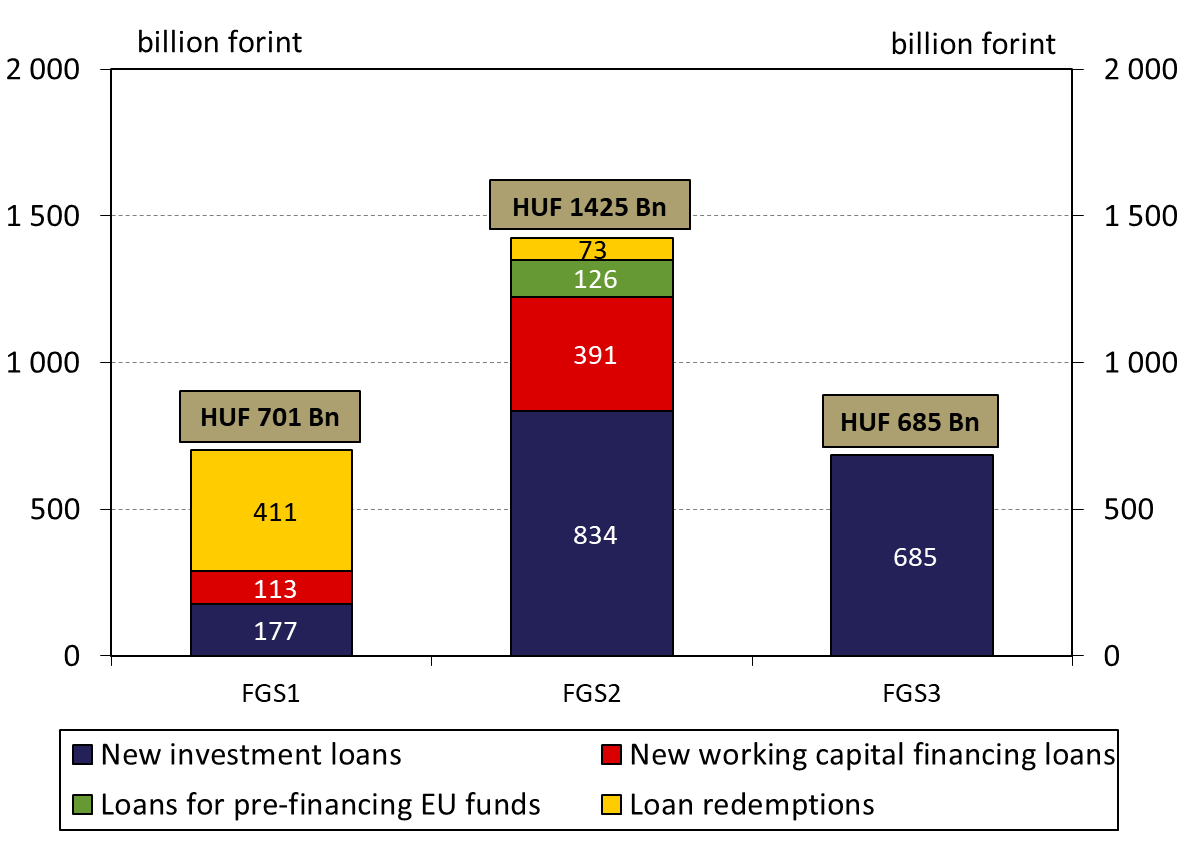 billion forint
billion forint
2 000
2 000
1 500
1 500
1 000
1 000
500
500
0
0
HUF 701 Bn
411
113
177
HUF 1425 Bn
73
126
391
834
HUF 685 Bn
685
FGS1
FGS2
FGS3
New investment loans
New working capital financing loans
Loans for pre-financing EU funds
Loan redemptions